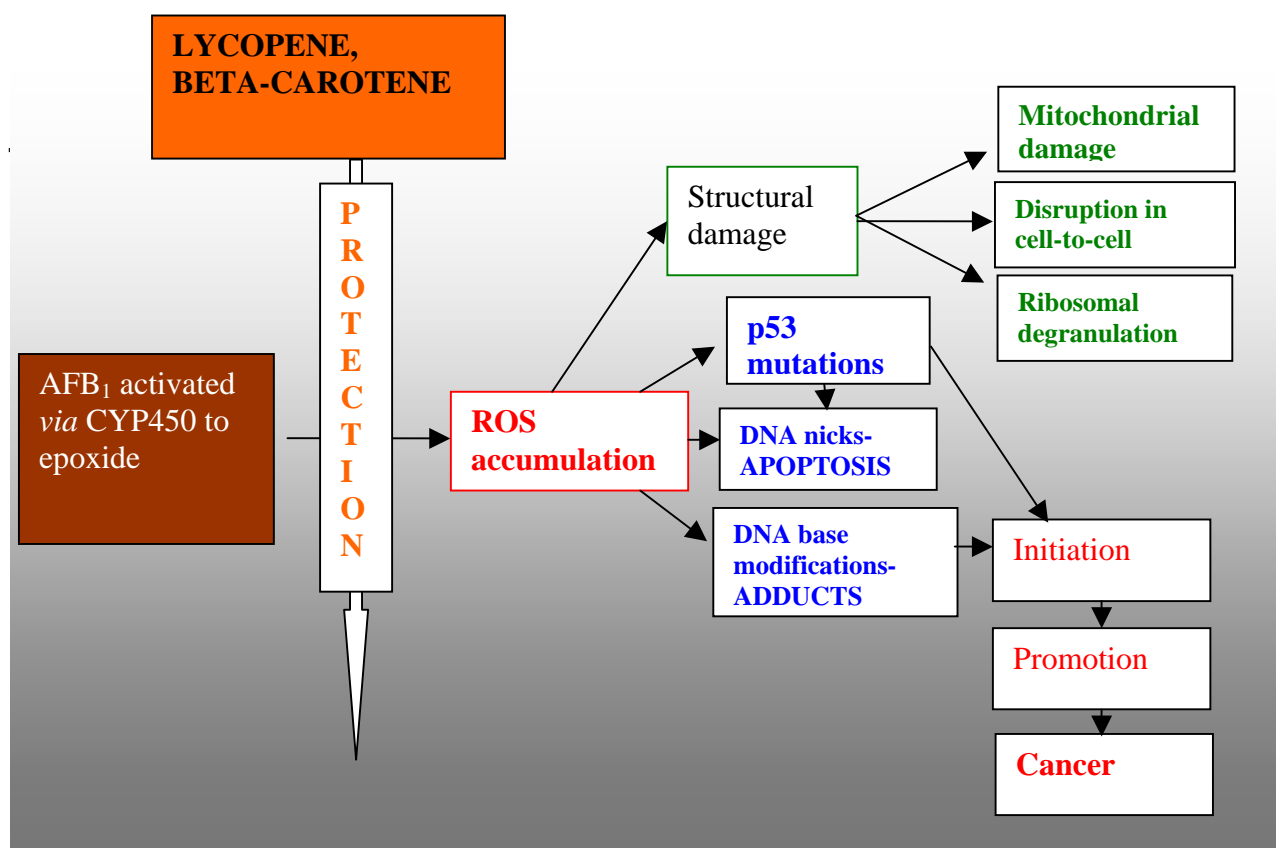 LYCOPENE,
BETA-CAROTENE
P
R
O
T
E
C
T
I
O
N
AFB₁ activated
via CYP450 to
epoxide
ROS
accumulation
Structural
damage
Mitochondrial
damage
Disruption in
cell-to-cell
Ribosomal
degranulation
p53
mutations
DNA nicks-
APOPTOSIS
DNA base
modifications-
ADDUCTS
Initiation
Promotion
Cancer